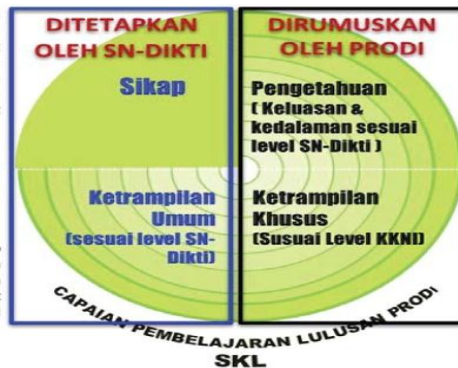 DITETAPKAN
OLEH SN-DIKTI
Sikap
Ketrampilan
Umum
(sesuai level SN-
Dikti)
DIRUMUSKAN
OLEH PRODI
Pengetahuan
( Keluasan &
kedalaman sesuai
level SN-Dikti )
Ketrampilan
Khusus
(Susuai Level KKNI)
CAPAIAN PEMBELAJARAN LULUSAN PRODI
SKL